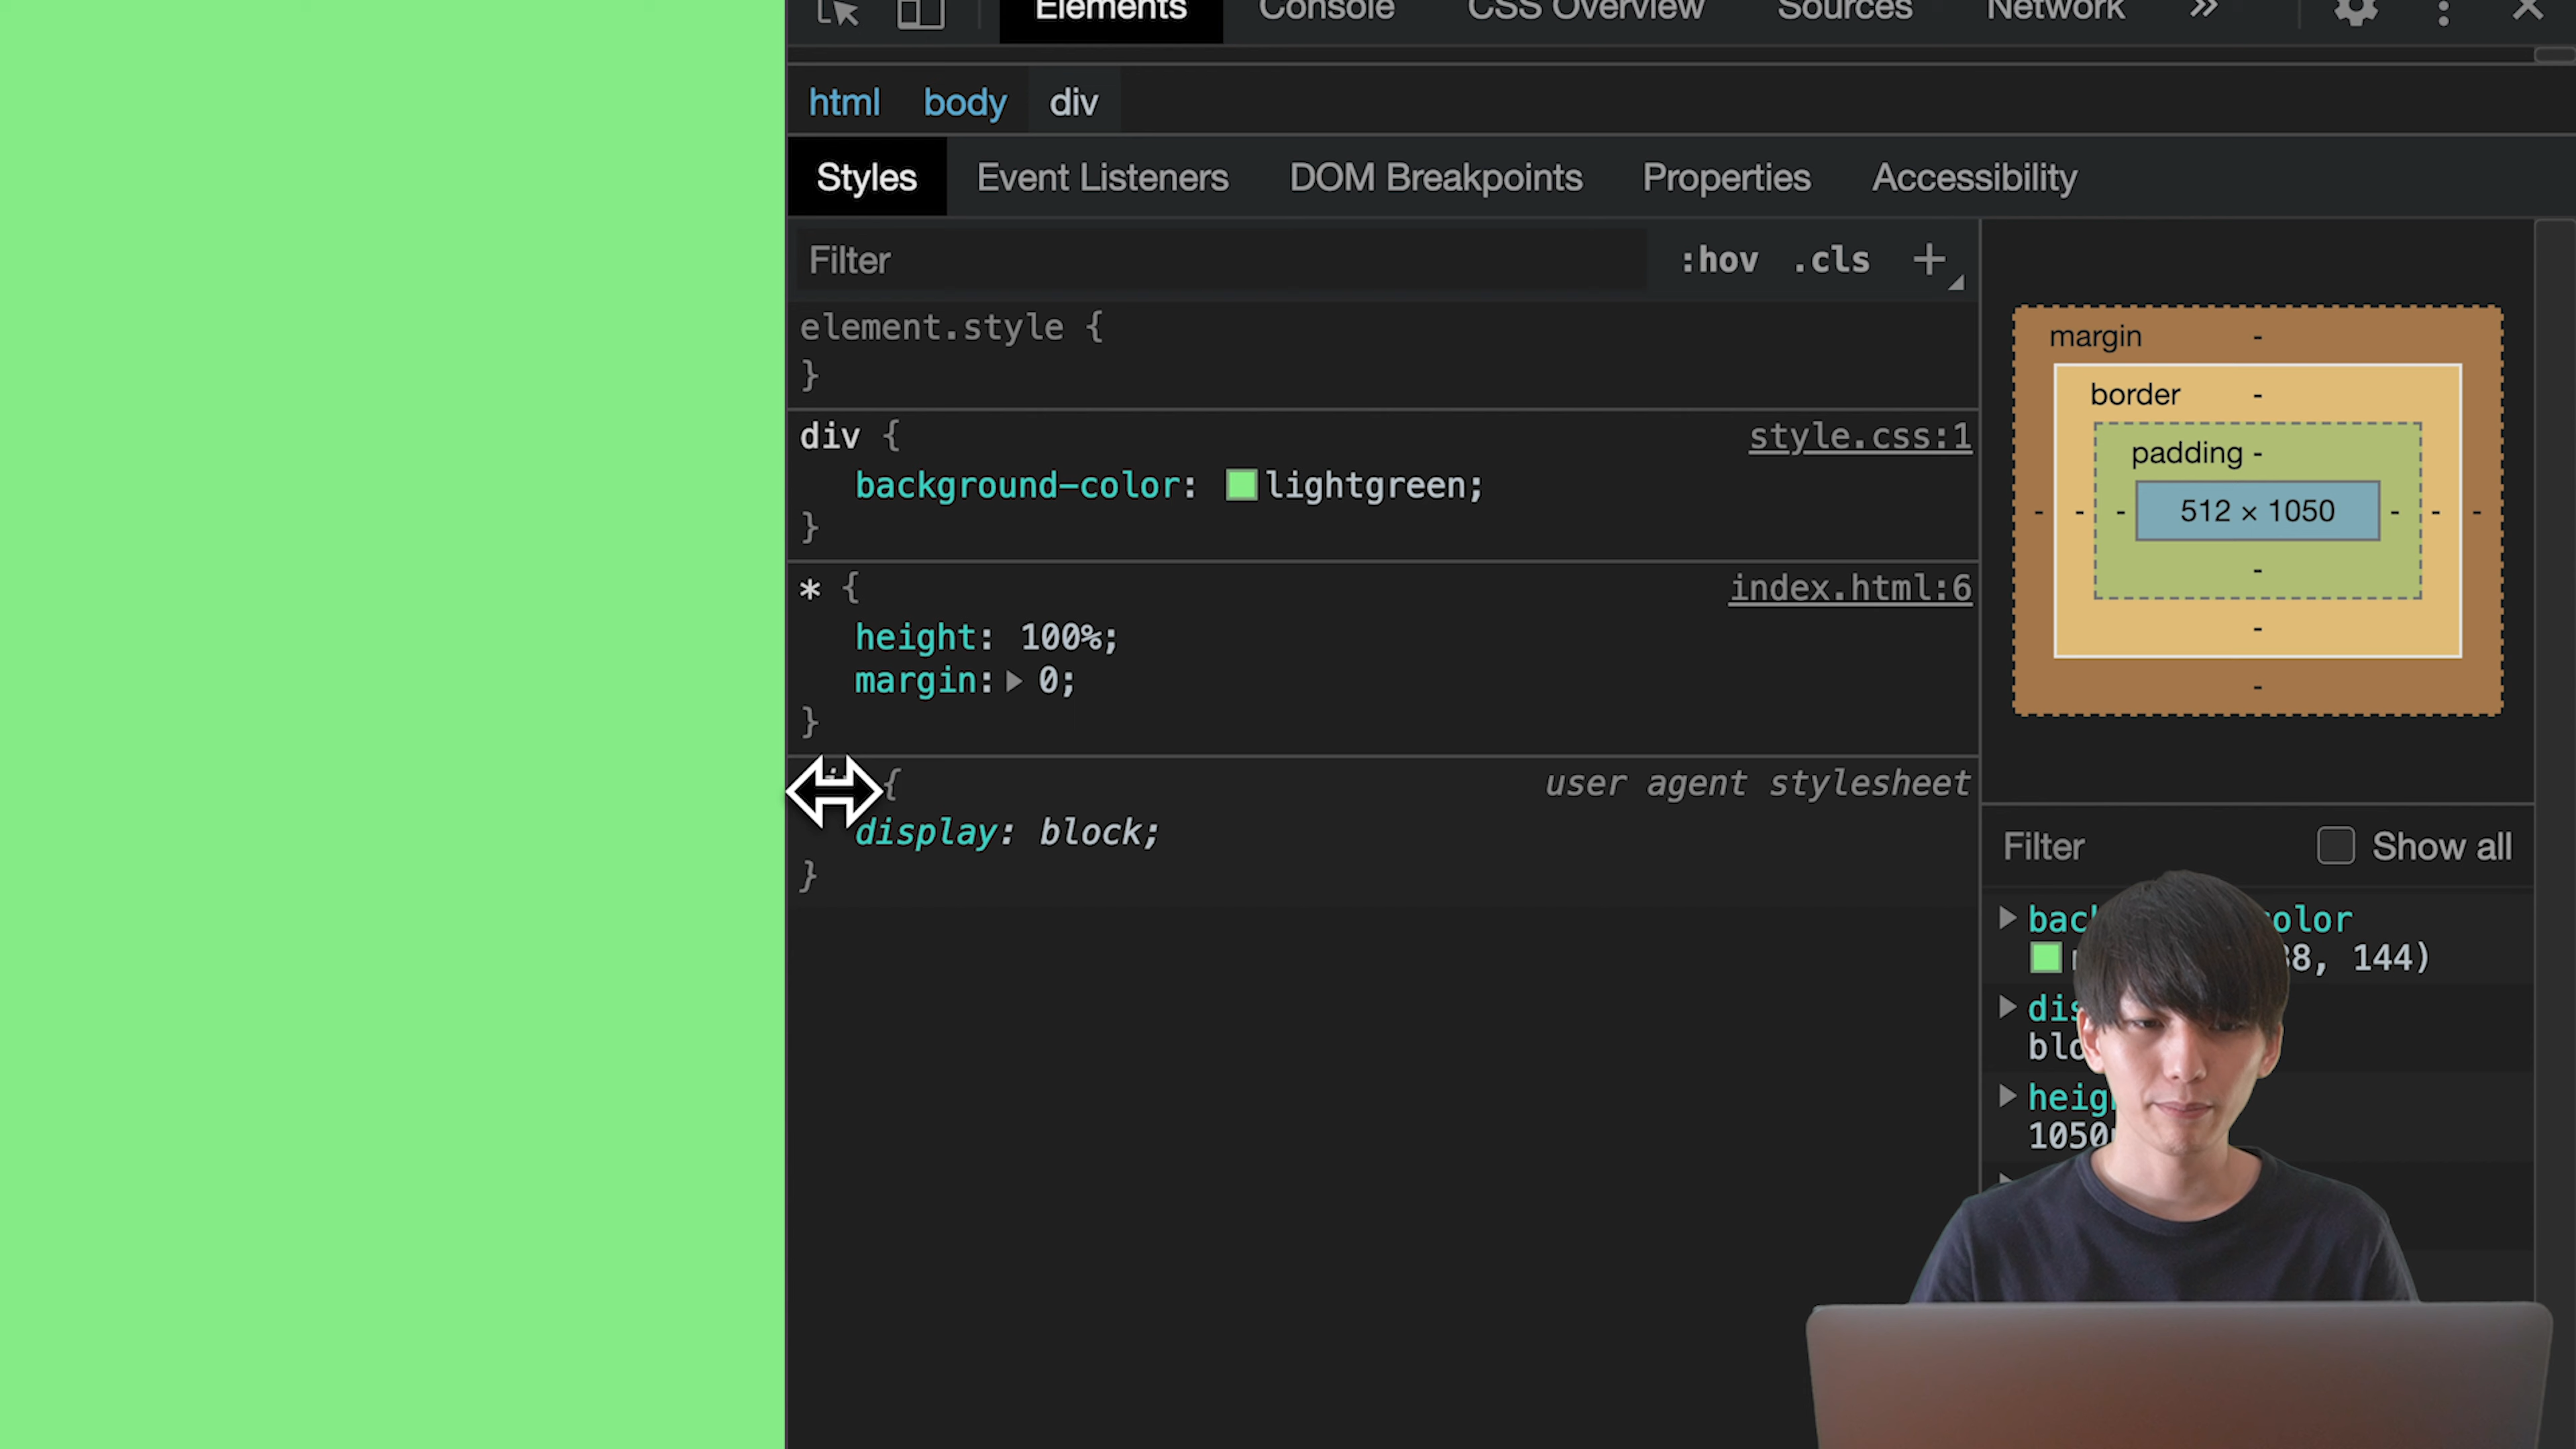 Elements Console CSS Overview Sources Network »
html body div
Styles Event Listeners DOM Breakpoints Properties Accessibility
Filter :hov .cls +
element.style {
}
div { style.css:1
background-color: lightgreen;
}
* { index.html:6
height: 100%;
margin: 0;
}
{ user agent stylesheet
display: block;
}
margin -
border -
padding -
- - - 512 × 1050 - - -
-
-
-
Filter Show all
144)
1050